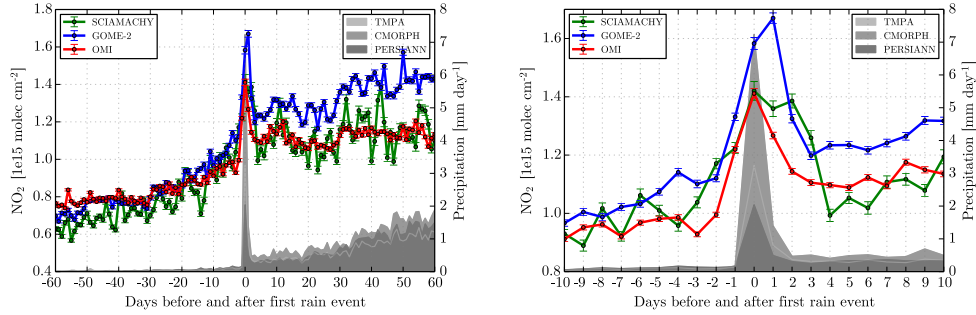 1.8
1.6
1.4
1.2
1.0
0.8
0.6
0.4
NO2 [1e15 molec cm-2]
SCIAMACHY
GOME-2
OMI
TMPA
CMORPH
PERSIANN
8
7
6
5
4
3
2
1
0
Precipitation [mm day-1]
-60 -50 -40 -30 -20 -10 0 10 20 30 40 50 60
Days before and after first rain event
1.6
1.4
1.2
1.0
0.8
NO2 [1e15 molec cm-2]
SCIAMACHY
GOME-2
OMI
TMPA
CMORPH
PERSIANN
8
7
6
5
4
3
2
1
0
Precipitation [mm day-1]
-10 -9 -8 -7 -6 -5 -4 -3 -2 -1 0 1 2 3 4 5 6 7 8 9 10
Days before and after first rain event